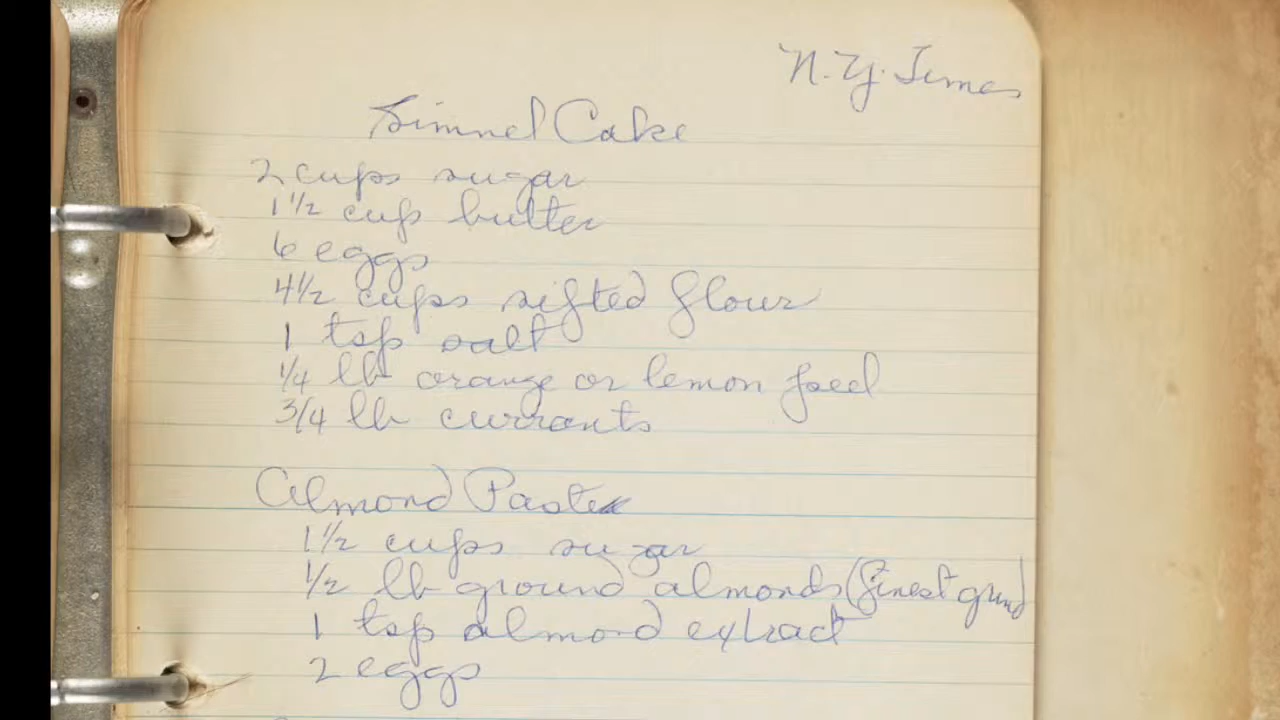 N.Y. Times
Simnel Cake
2 cups sugar
1 1/2 cup butter
6 eggs
4 1/2 cups sifted flour
1 tsp salt
1/4 lb orange or lemon peel
3/4 lb currants
Almond Paste
1 1/2 cups sugar
1/2 lb ground almonds (finest grind
1 tsp almond extract
2 eggs